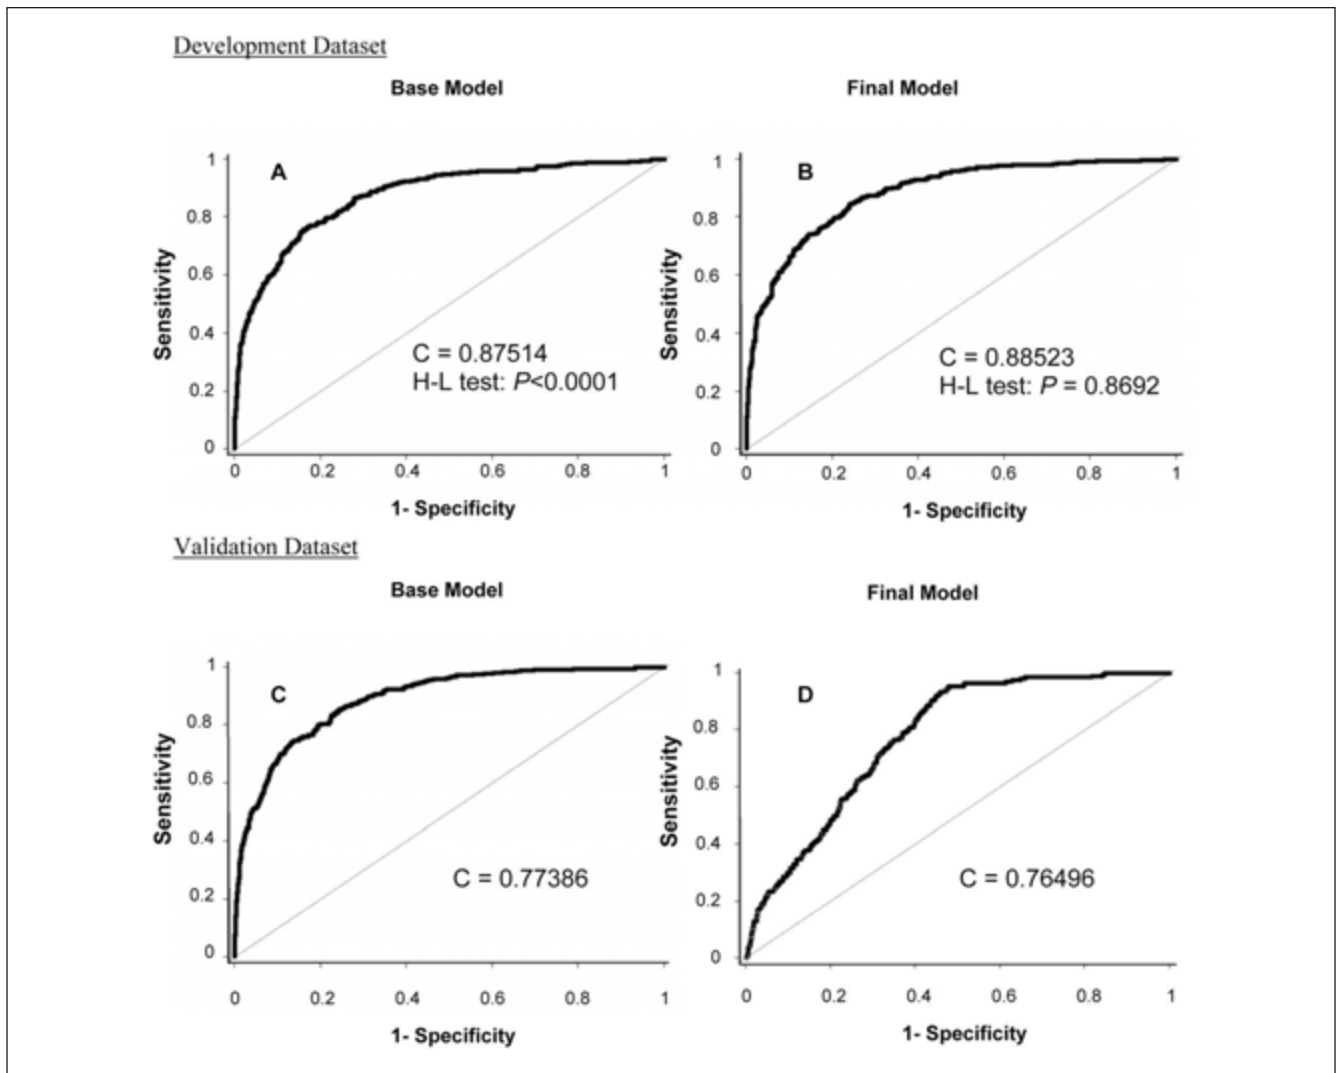 Development Dataset
Base Model
Final Model
A
B
1
0.8
0.6
0.4
0.2
0
Sensitivity
C = 0.87514
H-L test: P<0.0001
0 0.2 0.4 0.6 0.8 1
1- Specificity
1
0.8
0.6
0.4
0.2
0
Sensitivity
C = 0.88523
H-L test: P = 0.8692
0 0.2 0.4 0.6 0.8 1
1- Specificity
Validation Dataset
Base Model
Final Model
C
D
1
0.8
0.6
0.4
0.2
0
Sensitivity
C = 0.77386
0 0.2 0.4 0.6 0.8 1
1- Specificity
1
0.8
0.6
0.4
0.2
0
Sensitivity
C = 0.76496
0 0.2 0.4 0.6 0.8 1
1- Specificity